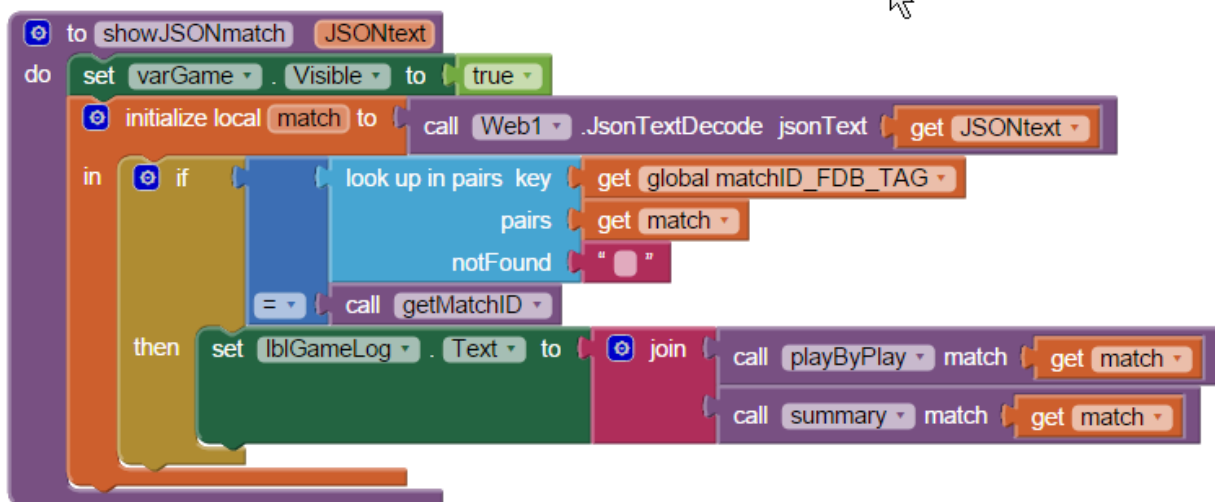 to showJSONmatch JSONtext
do set varGame . Visible to true
initialize local match to call Web1 .JsonTextDecode jsonText get JSONtext
in if look up in pairs key get global matchID_FDB_TAG
pairs get match
notFound “ ”
= call getMatchID
then set lblGameLog . Text to join call playByPlay match get match
call summary match get match